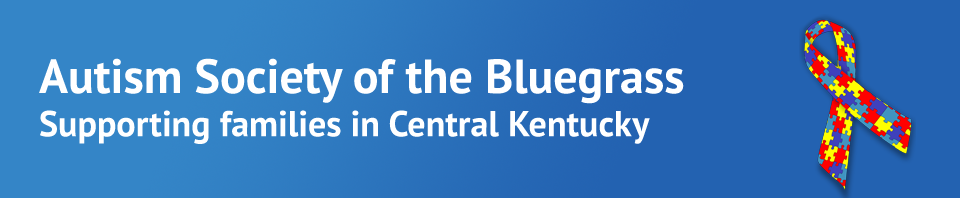 Autism Society of the Bluegrass
Supporting families in Central Kentucky